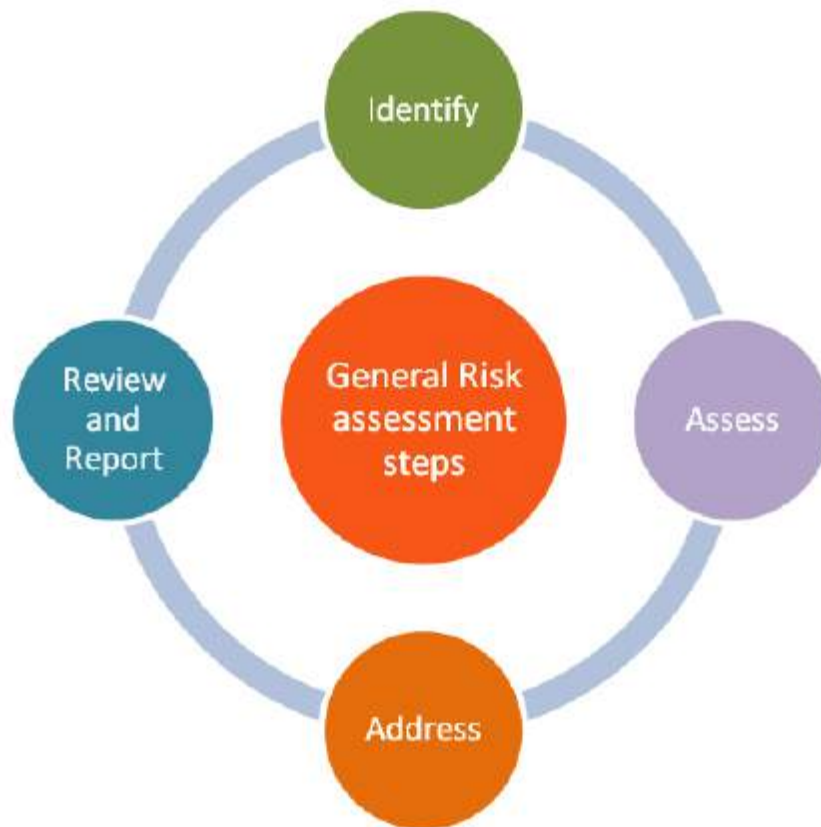 Identify
General Risk
assessment
steps
Assess
Address
Review
and
Report